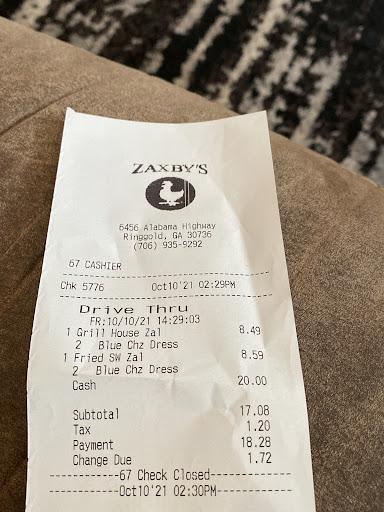 ZAXBY'S
6456 Alabama Highway
Ringgold, GA 30736
(706) 935-9292
67 CASHIER
Chk 5776 Oct10'21 02:29PM
Drive Thru
FR:10/10/21 14:29:03
1 Grill House Zal 8.49
2 Blue Chz Dress
1 Fried SW Zal 8.59
2 Blue Chz Dress
Cash 20.00
Subtotal 17.08
Tax 1.20
Payment 18.28
Change Due 1.72
-----------67 Check Closed-----------
-----------Oct10'21 02:30PM-----------